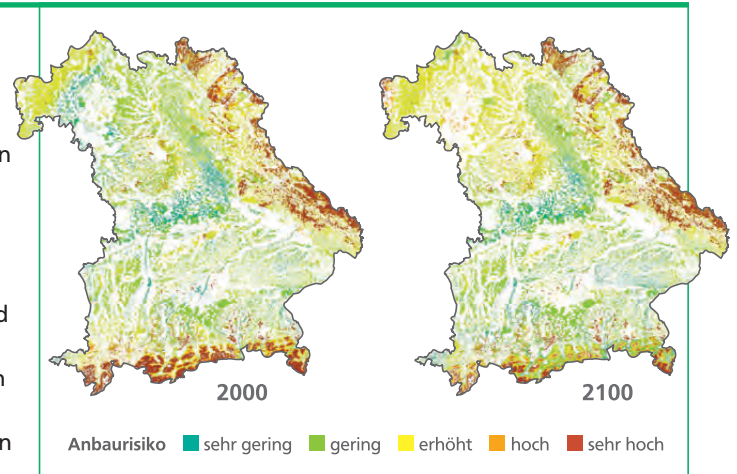 n
d
n
n
2000 2100
Anbaurisiko sehr gering gering erhöht hoch sehr hoch